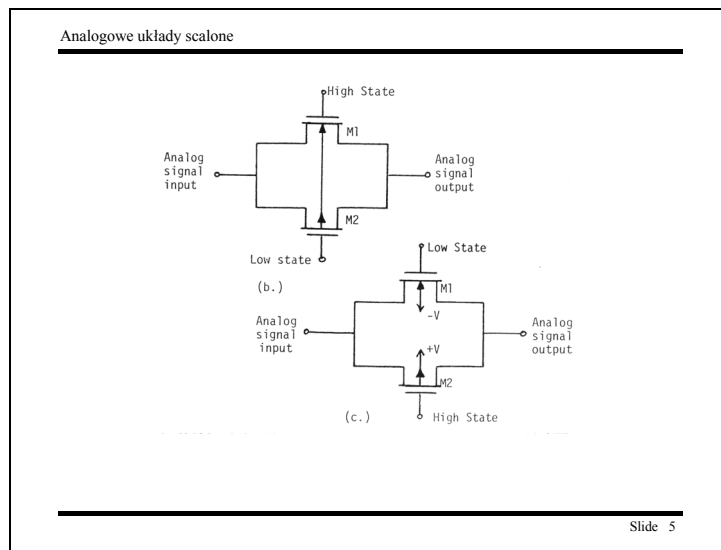 Analogowe układy scalone
High State
M1
Analog
signal
input
Analog
signal
output
M2
Low state
(b.)
Low State
M1
-V
Analog
signal
input
Analog
signal
output
+V
M2
(c.)
High State
Slide 5